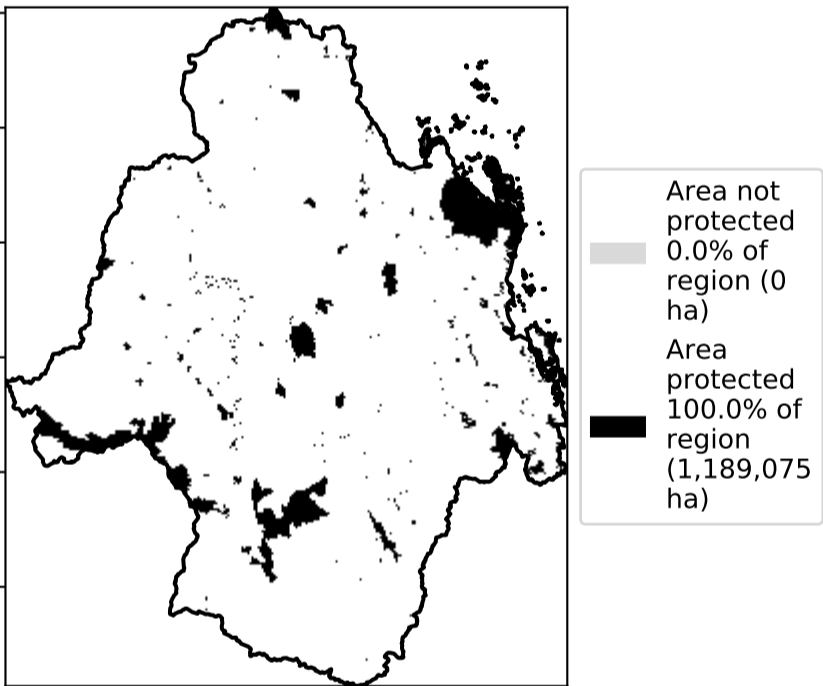 Area not
protected
0.0% of
region (0
ha)
Area
protected
100.0% of
region
(1,189,075
ha)